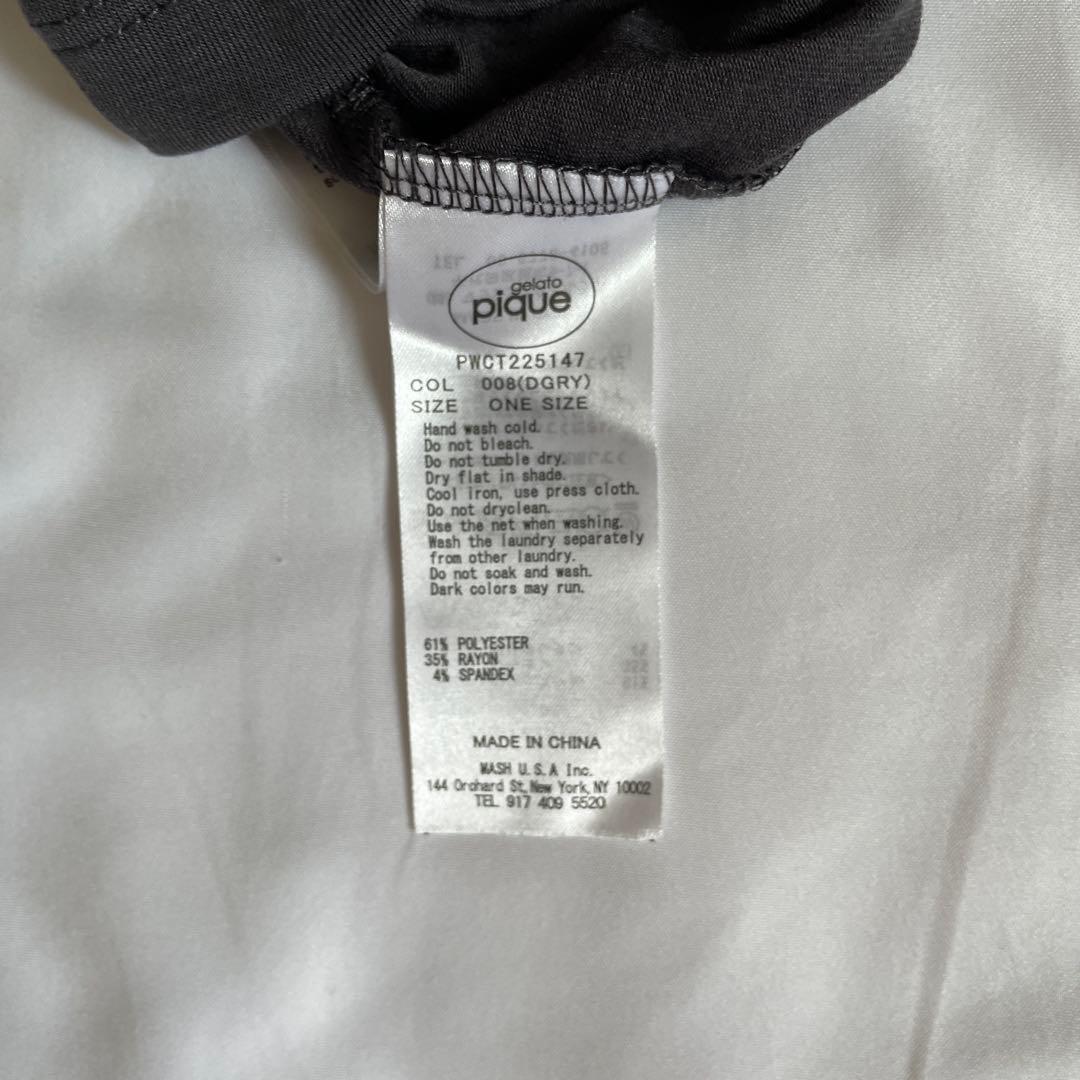 gelato
pique
PWCT225147
COL 008(DGRY)
SIZE ONE SIZE
Hand wash cold.
Do not bleach.
Do not tumble dry.
Dry flat in shade.
Cool iron, use press cloth.
Do not dryclean.
Use the net when washing.
Wash the laundry separately
from other laundry.
Do not soak and wash.
Dark colors may run.
61% POLYESTER
35% RAYON
4% SPANDEX
MADE IN CHINA
MASH U.S.A Inc.
144 Orchard St, New York, NY 10002
TEL 917 409 5520